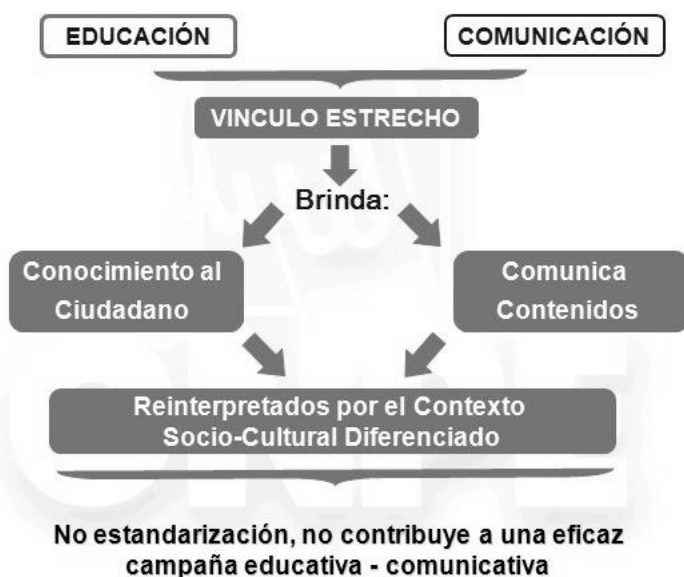 EDUCACIÓN
COMUNICACIÓN
VINCULO ESTRECHO
Brinda:
Conocimiento al
Ciudadano
Comunica
Contenidos
Reinterpretados por el Contexto
Socio-Cultural Diferenciado
ONPE
No estandarización, no contribuye a una eficaz
campaña educativa - comunicativa